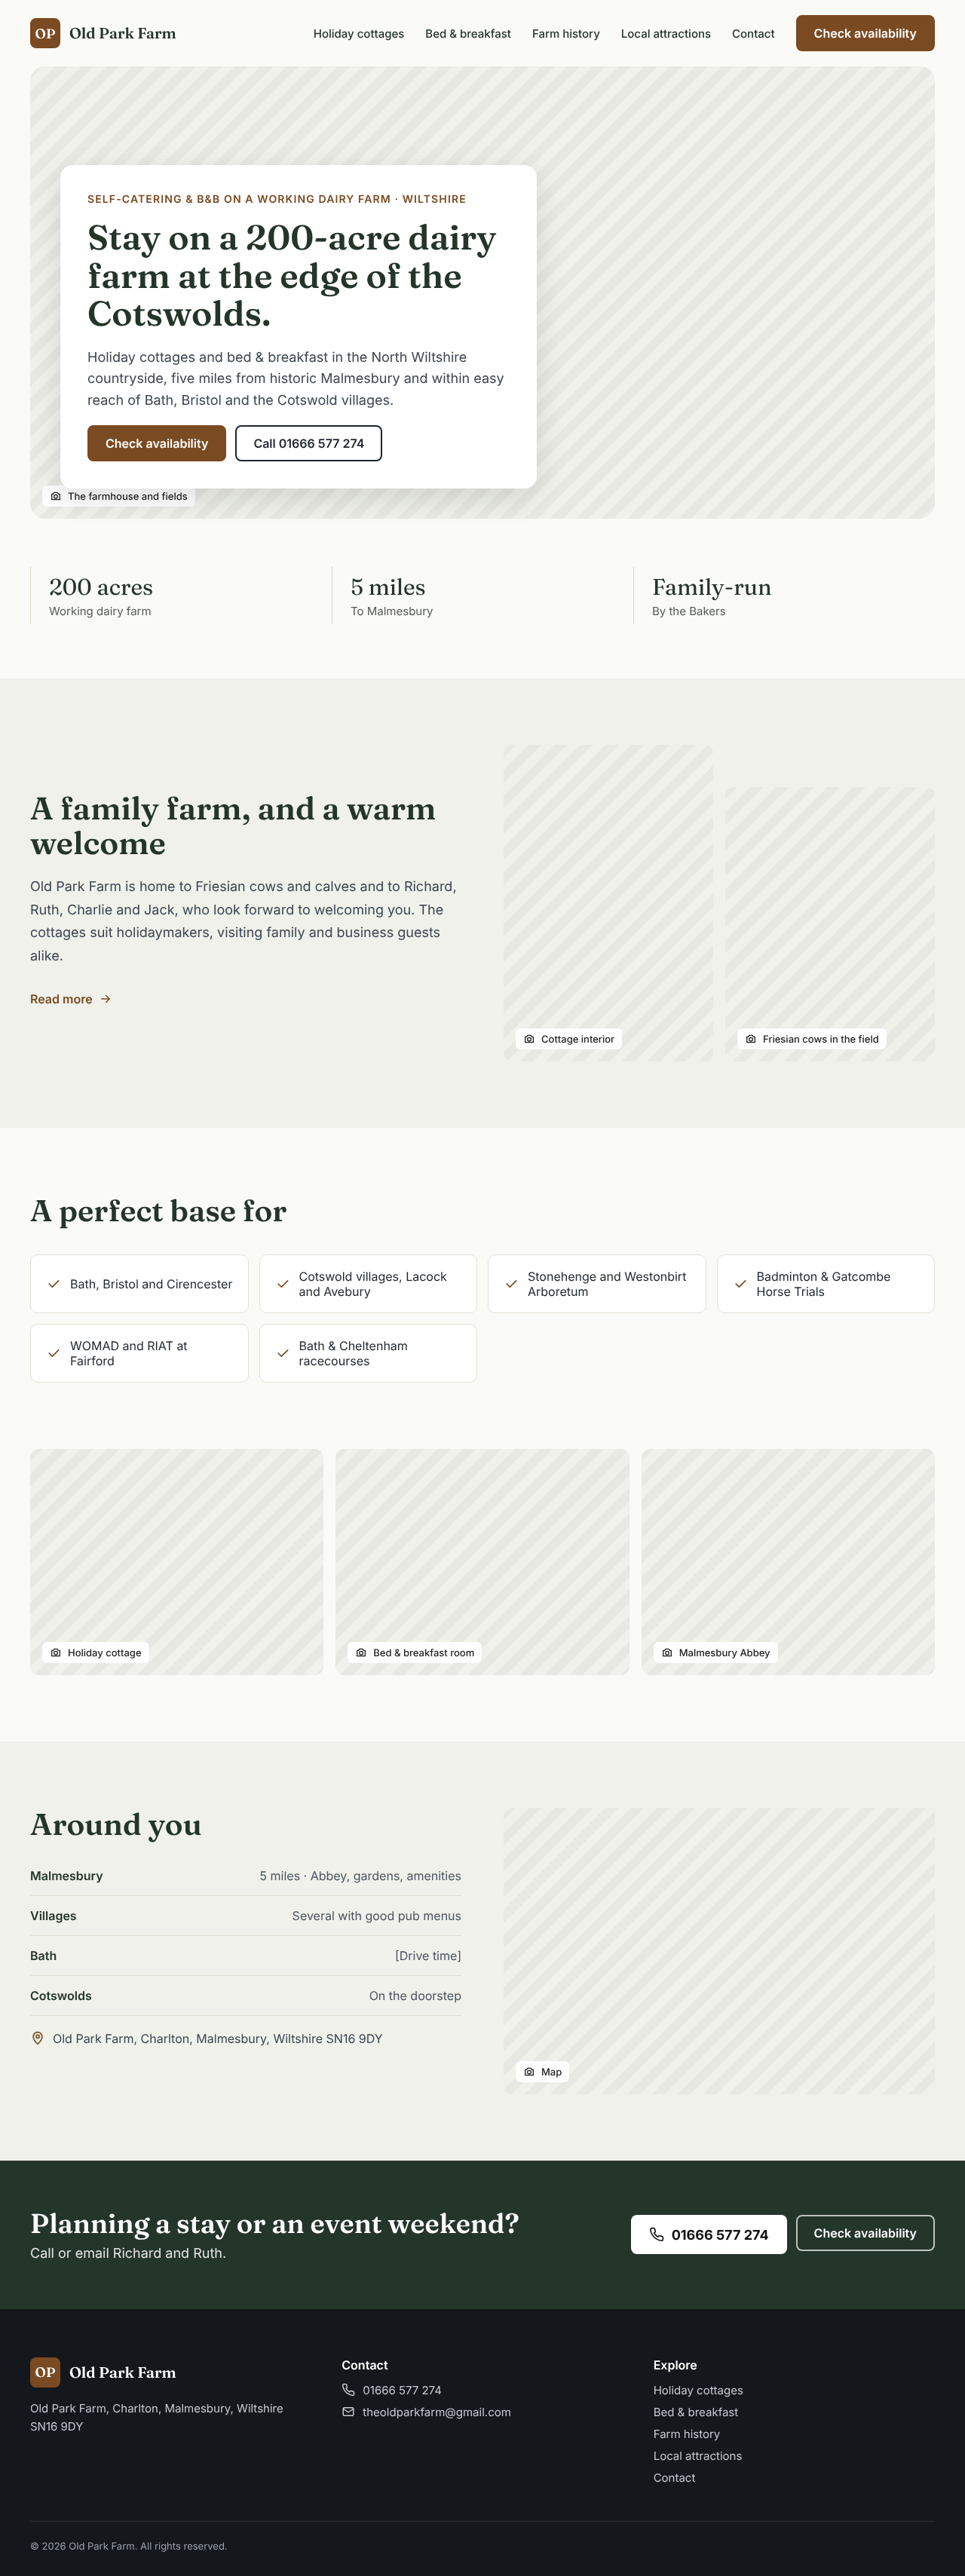 OP Old Park Farm
Holiday cottages
Bed & breakfast
Farm history
Local attractions
Contact
Check availability
SELF-CATERING & B&B ON A WORKING DAIRY FARM · WILTSHIRE
Stay on a 200-acre dairy
farm at the edge of the
Cotswolds.
Holiday cottages and bed & breakfast in the North Wiltshire
countryside, five miles from historic Malmesbury and within easy
reach of Bath, Bristol and the Cotswold villages.
Check availability
Call 01666 577 274
The farmhouse and fields
200 acres
Working dairy farm
5 miles
To Malmesbury
Family-run
By the Bakers
A family farm, and a warm
welcome
Old Park Farm is home to Friesian cows and calves and to Richard,
Ruth, Charlie and Jack, who look forward to welcoming you. The
cottages suit holidaymakers, visiting family and business guests
alike.
Read more
Cottage interior
Friesian cows in the field
A perfect base for
Bath, Bristol and Cirencester
Cotswold villages, Lacock
and Avebury
Stonehenge and Westonbirt
Arboretum
Badminton & Gatcombe
Horse Trials
WOMAD and RIAT at
Fairford
Bath & Cheltenham
racecourses
Holiday cottage
Bed & breakfast room
Malmesbury Abbey
Around you
Malmesbury 5 miles · Abbey, gardens, amenities
Villages Several with good pub menus
Bath [Drive time]
Cotswolds On the doorstep
Old Park Farm, Charlton, Malmesbury, Wiltshire SN16 9DY
Map
Planning a stay or an event weekend?
Call or email Richard and Ruth.
01666 577 274
Check availability
OP Old Park Farm
Old Park Farm, Charlton, Malmesbury, Wiltshire
SN16 9DY
Contact
01666 577 274
theoldparkfarm@gmail.com
Explore
Holiday cottages
Bed & breakfast
Farm history
Local attractions
Contact
© 2026 Old Park Farm. All rights reserved.